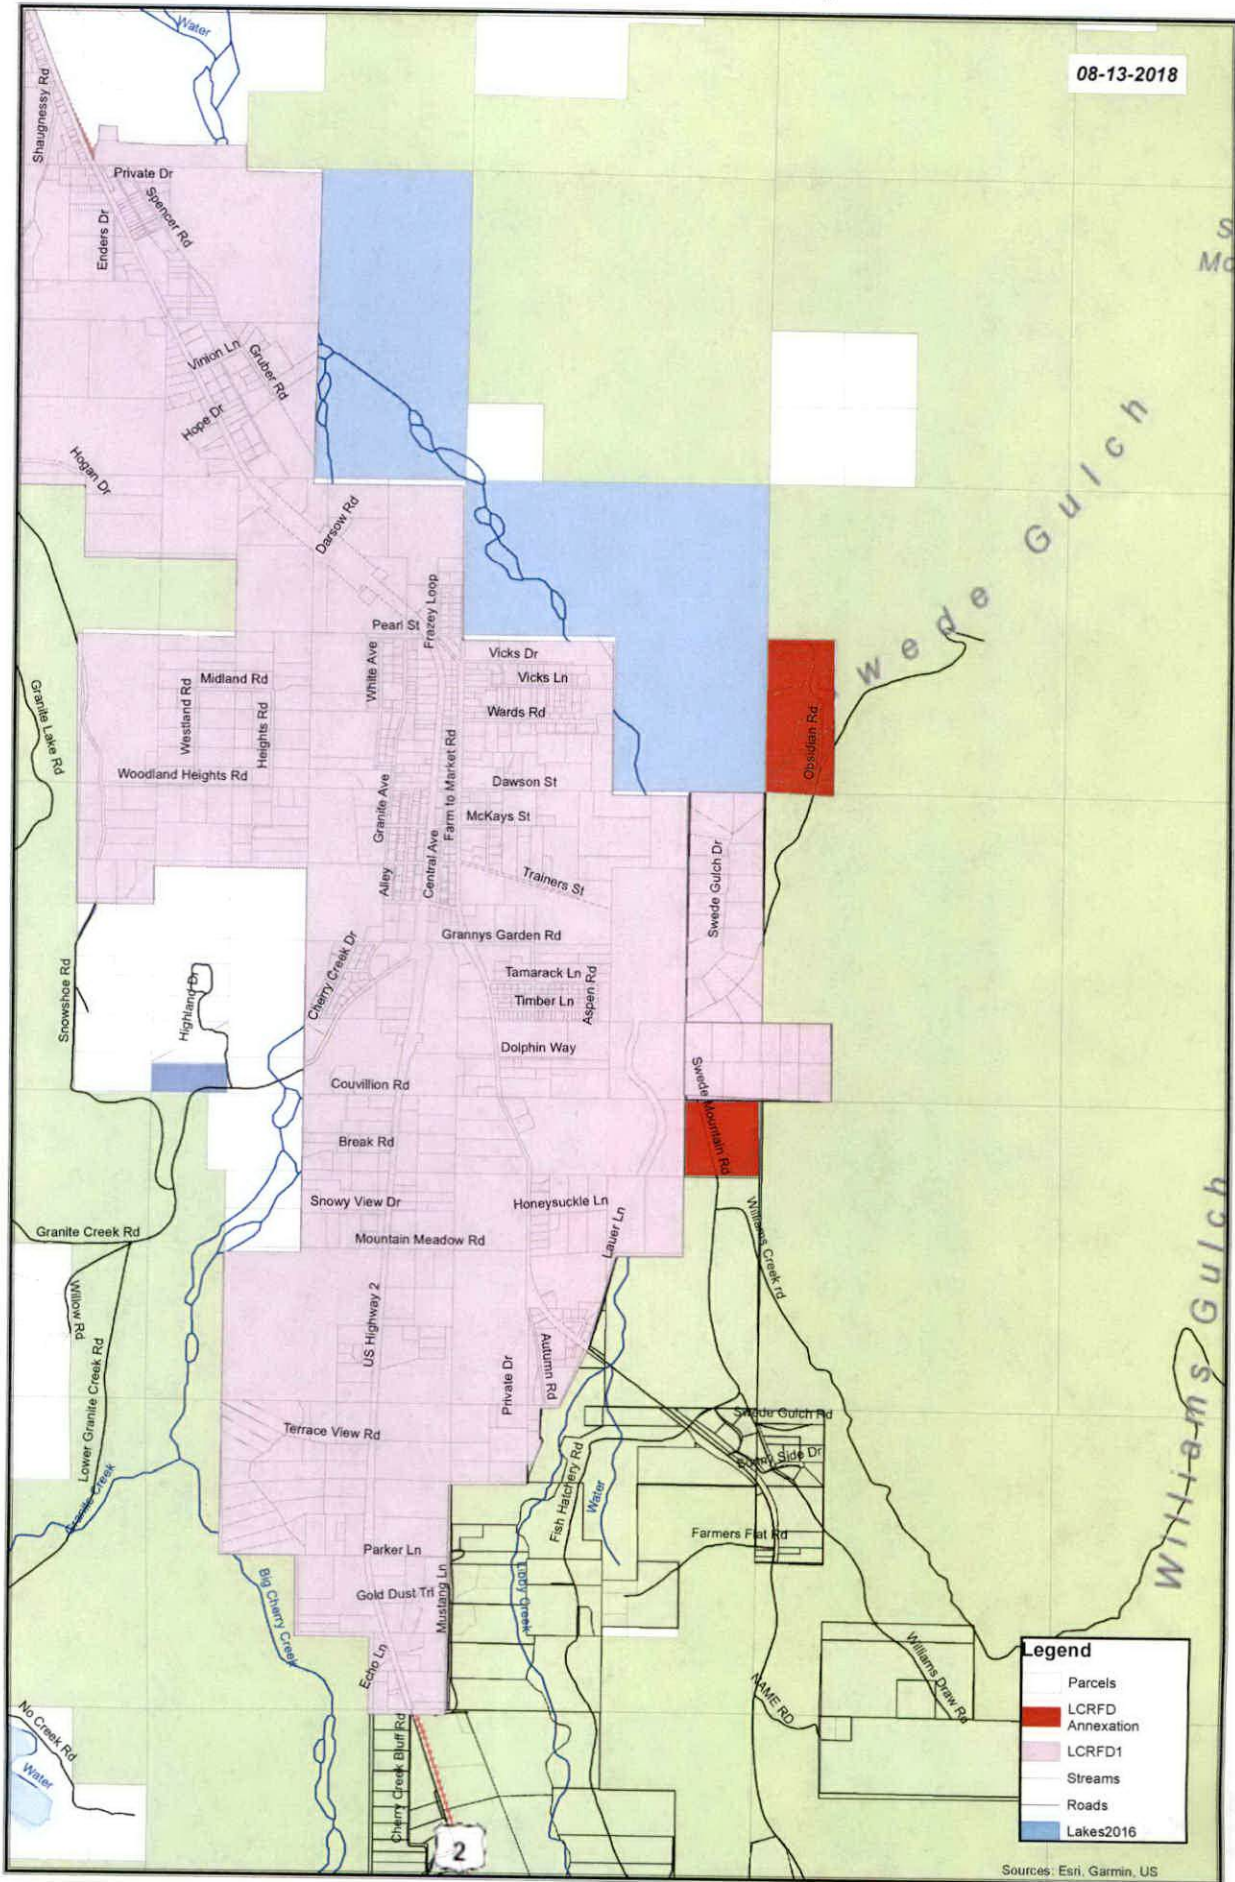 Water
08-13-2018
Shaugnessy Rd
Private Dr
Spencer Rd
Enders Dr
S
Mo
Vinion Ln
Gruber Rd
Hope Dr
Hogan Dr
Darsow Rd
wede Gulch
Frazey Loop
Pearl St
White Ave
Vicks Dr
Vicks Ln
Midland Rd
Westland Rd
Heights Rd
Wards Rd
Obsidian Rd
Granite Lake Rd
Woodland Heights Rd
Farm to Market Rd
Dawson St
Granite Ave
McKays St
Central Ave
Alley
Trainers St
Swede Gulch Dr
Grannys Garden Rd
Cherry Creek Dr
Tamarack Ln
Timber Ln
Aspen Rd
Snowshoe Rd
Highland Dr
Dolphin Way
Couvillion Rd
Swede Mountain Rd
Break Rd
Snowy View Dr
Honeysuckle Ln
Granite Creek Rd
Mountain Meadow Rd
Lauer Ln
Williams Creek rd
Willow Rd
US Highway 2
Lower Granite Creek Rd
Private Dr
Autumn Rd
Williams Gulch
Terrace View Rd
Swede Gulch Rd
Sunny Side Dr
Granite Creek
Fish Hatchery Rd
Water
Farmers Flat Rd
Parker Ln
Gold Dust Trl
Mustang Ln
Libby Creek
Big Cherry Creek
Echo Ln
Williams Draw Rd
NAME RD
No Creek Rd
Water
Cherry Creek Bluff Rd
2
Legend
Parcels
LCRFD
Annexation
LCRFD1
Streams
Roads
Lakes2016
Sources: Esri, Garmin, US